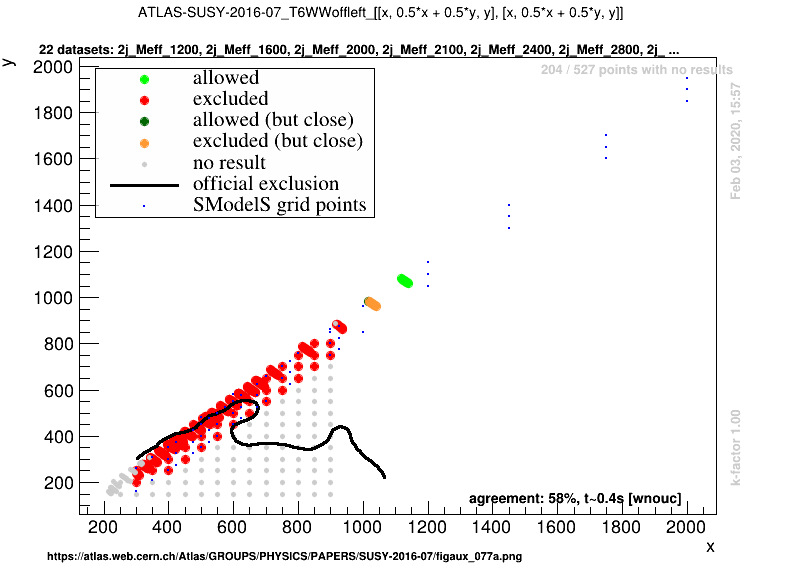 ATLAS-SUSY-2016-07_T6WWoffleft_[[x, 0.5*x + 0.5*y, y], [x, 0.5*x + 0.5*y, y]]
22 datasets: 2j_Meff_1200, 2j_Meff_1600, 2j_Meff_2000, 2j_Meff_2100, 2j_Meff_2400, 2j_Meff_2800, 2j_ ...
y
204 / 527 points with no results
allowed
excluded
allowed (but close)
excluded (but close)
no result
official exclusion
SModelS grid points
Feb 03, 2020, 15:57
k-factor 1.00
2000
1800
1600
1400
1200
1000
800
600
400
200
agreement: 58%, t~0.4s [wnouc]
200 400 600 800 1000 1200 1400 1600 1800 2000
x
https://atlas.web.cern.ch/Atlas/GROUPS/PHYSICS/PAPERS/SUSY-2016-07/figaux_077a.png